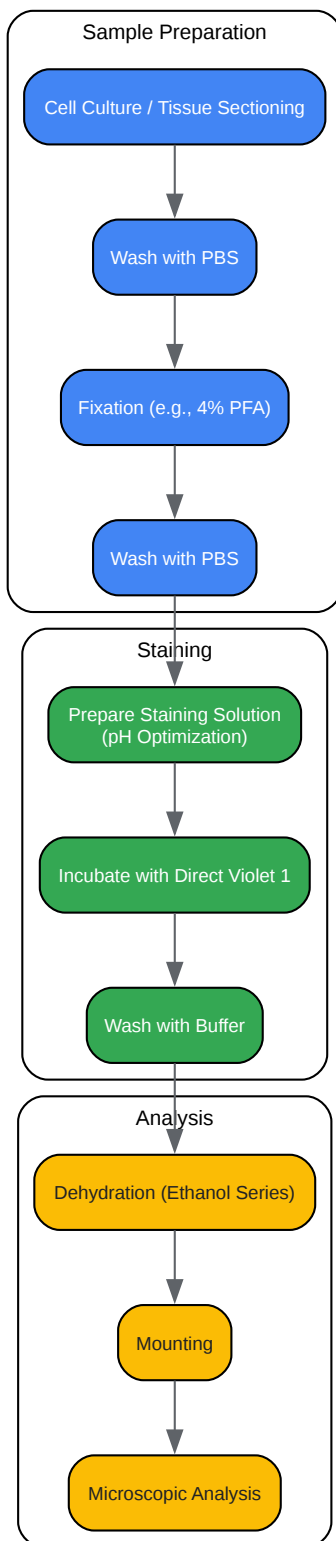 Sample Preparation
Cell Culture / Tissue Sectioning
Wash with PBS
Fixation (e.g., 4% PFA)
Wash with PBS
Staining
Prepare Staining Solution
(pH Optimization)
Incubate with Direct Violet 1
Wash with Buffer
Analysis
Dehydration (Ethanol Series)
Mounting
Microscopic Analysis